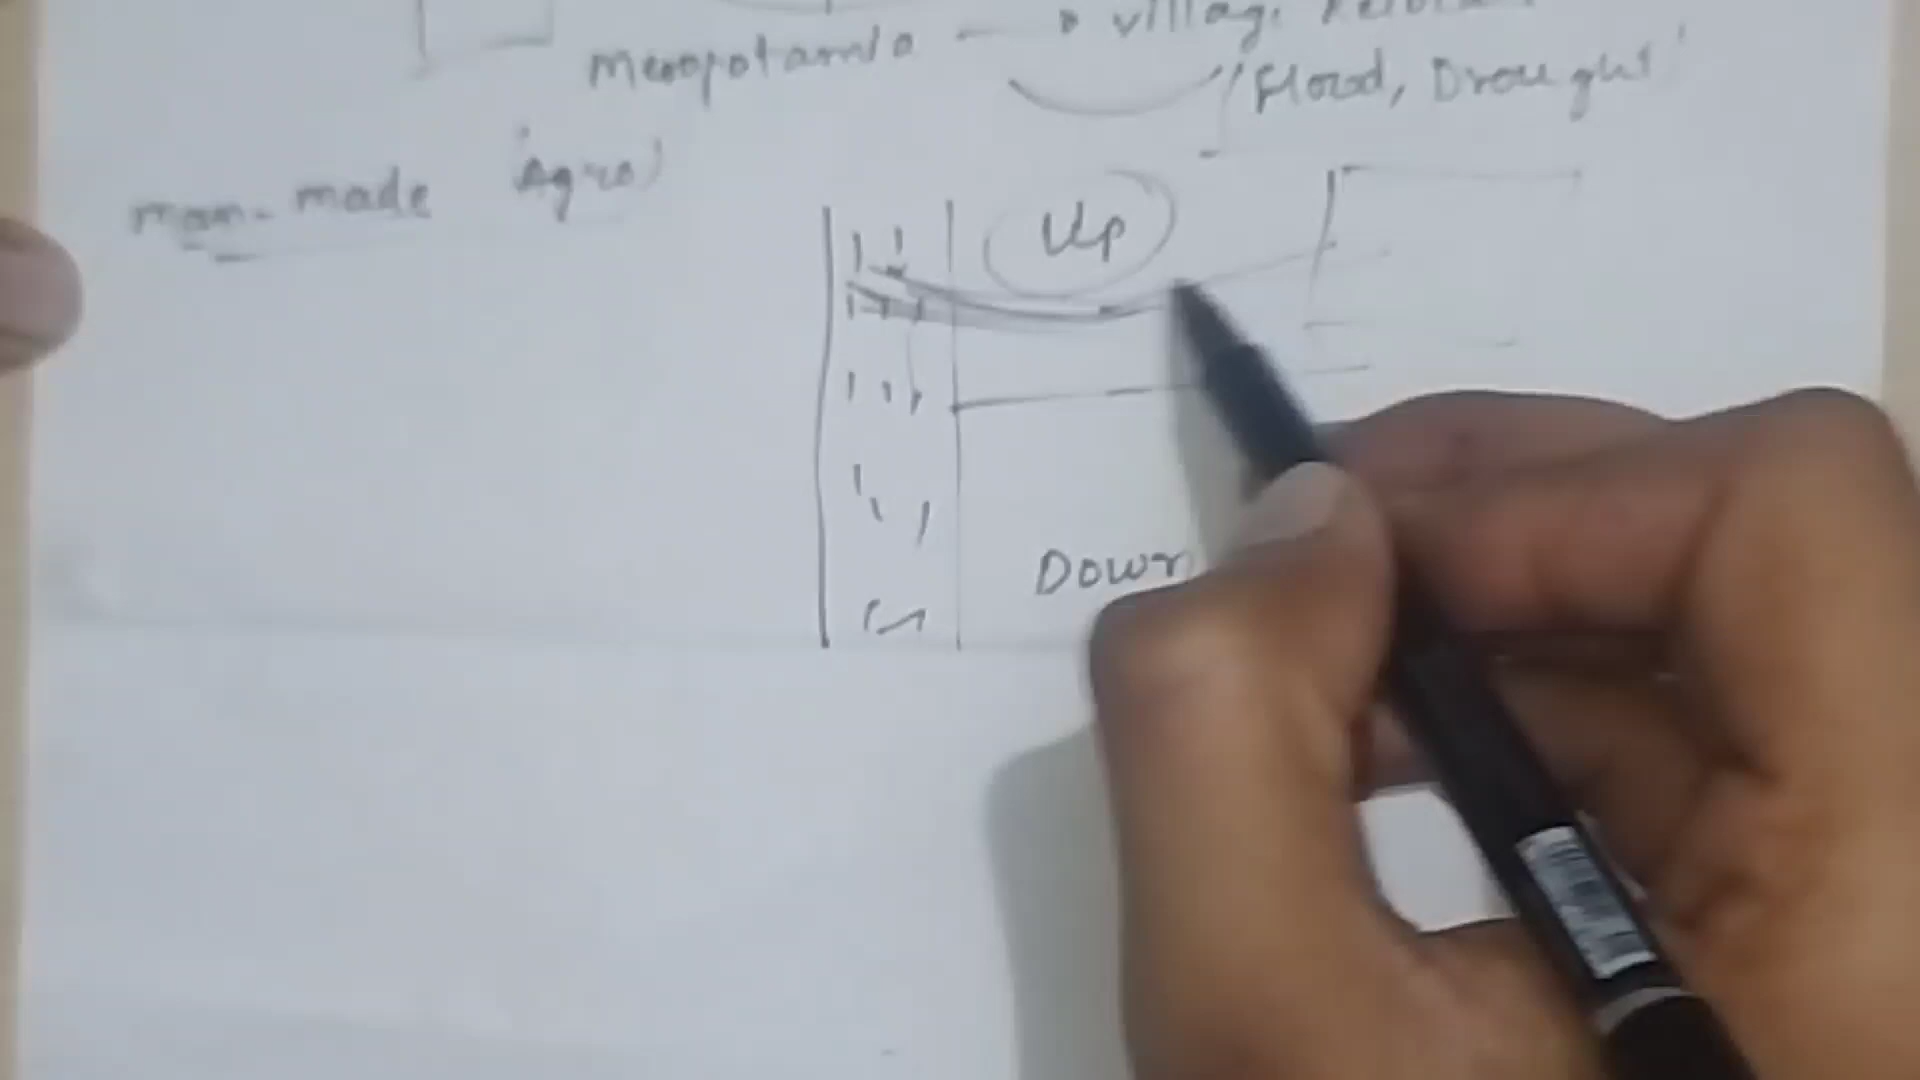 Mesopotamia → village
Flood, Drought'
man-made 'Agro'
Up
Down